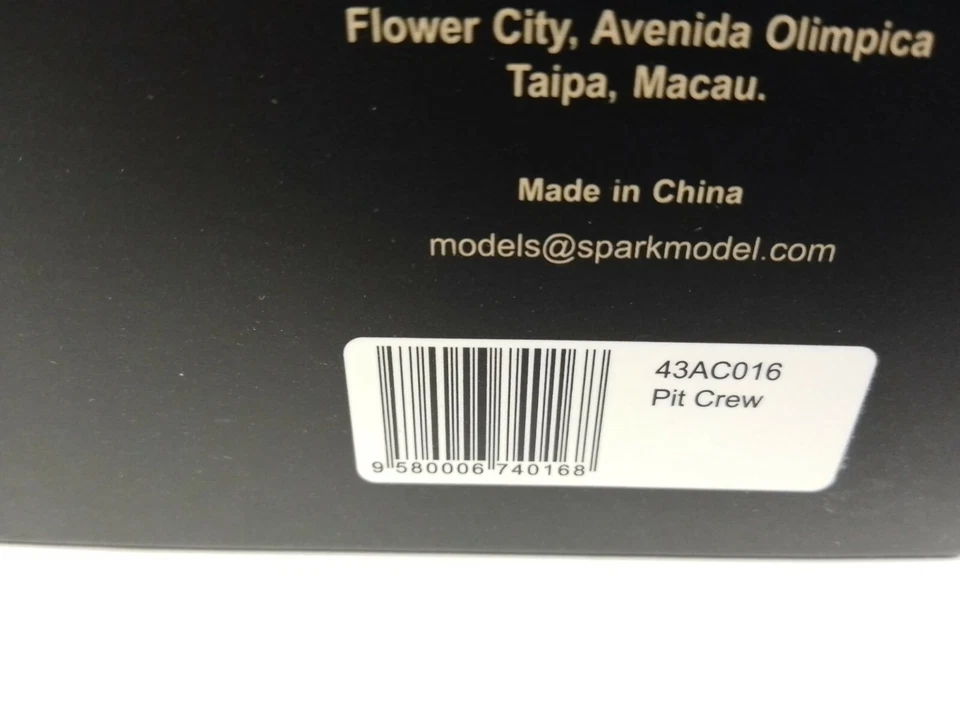 Flower City, Avenida Olimpica
Taipa, Macau.
Made in China
models@sparkmodel.com
43AC016
Pit Crew
9 580006 740168